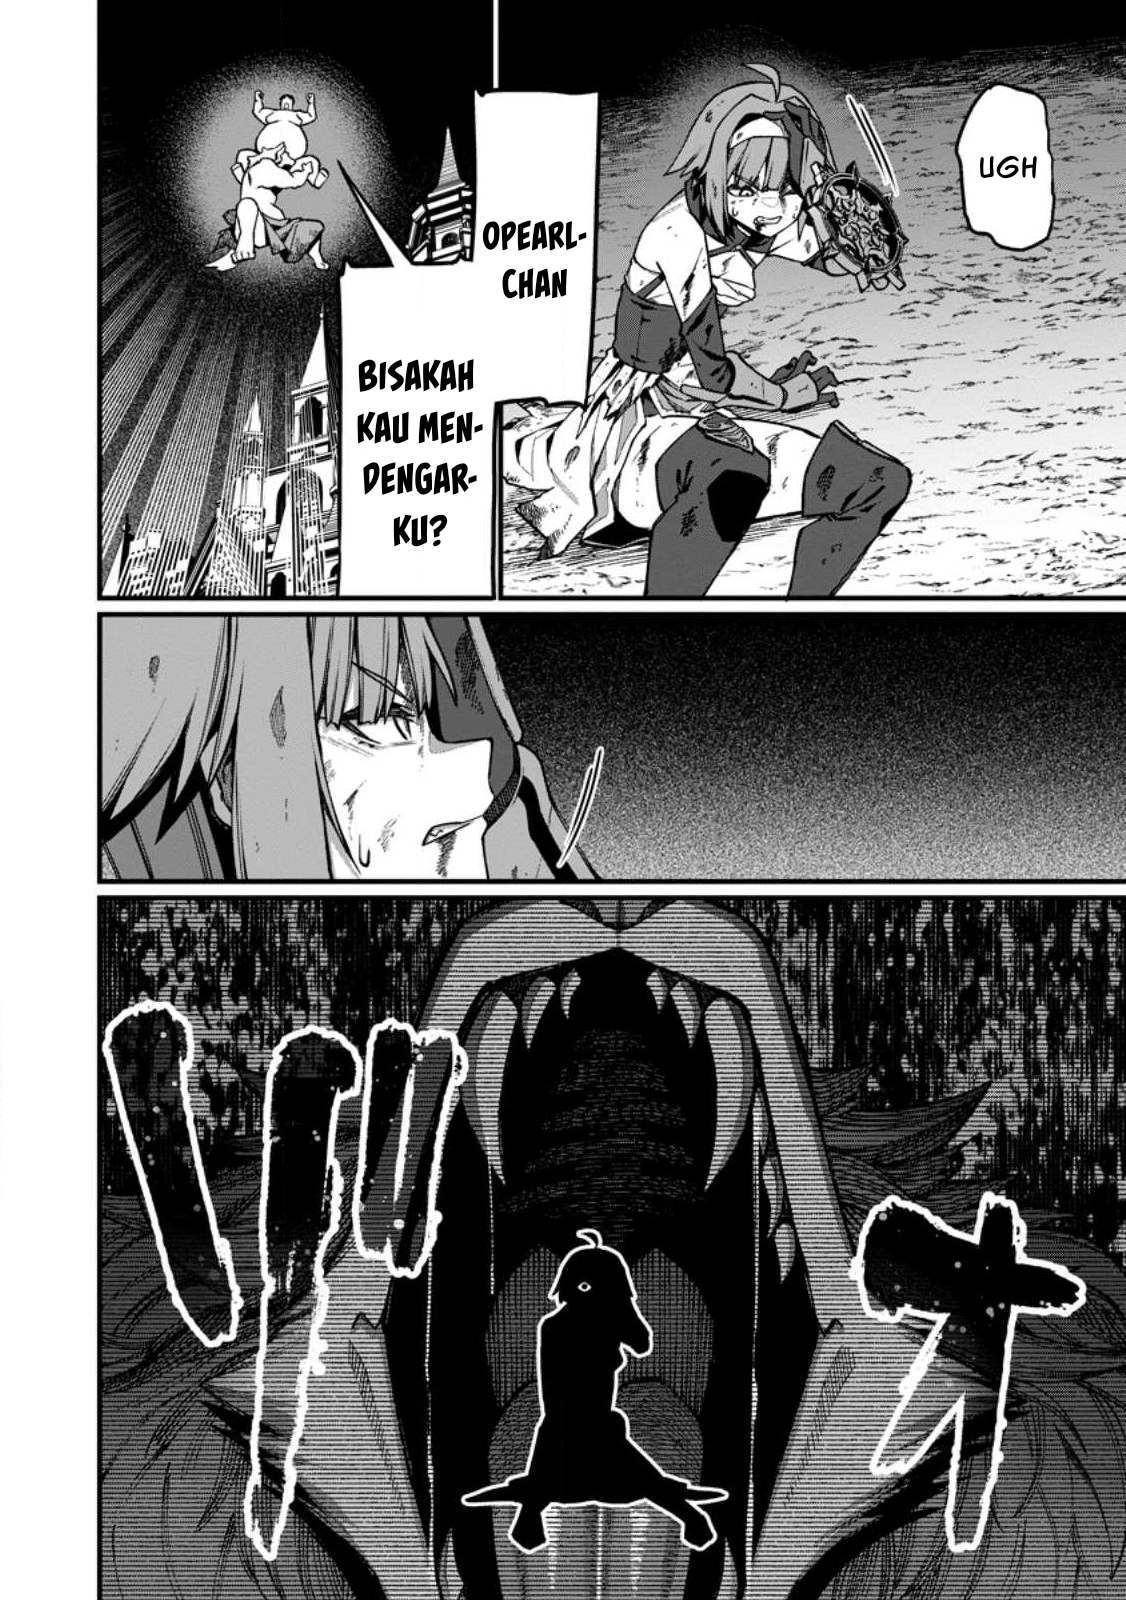 UGH
OPEARL-
CHAN
BISAKAH
KAU MEN-
DENGAR-
KU?